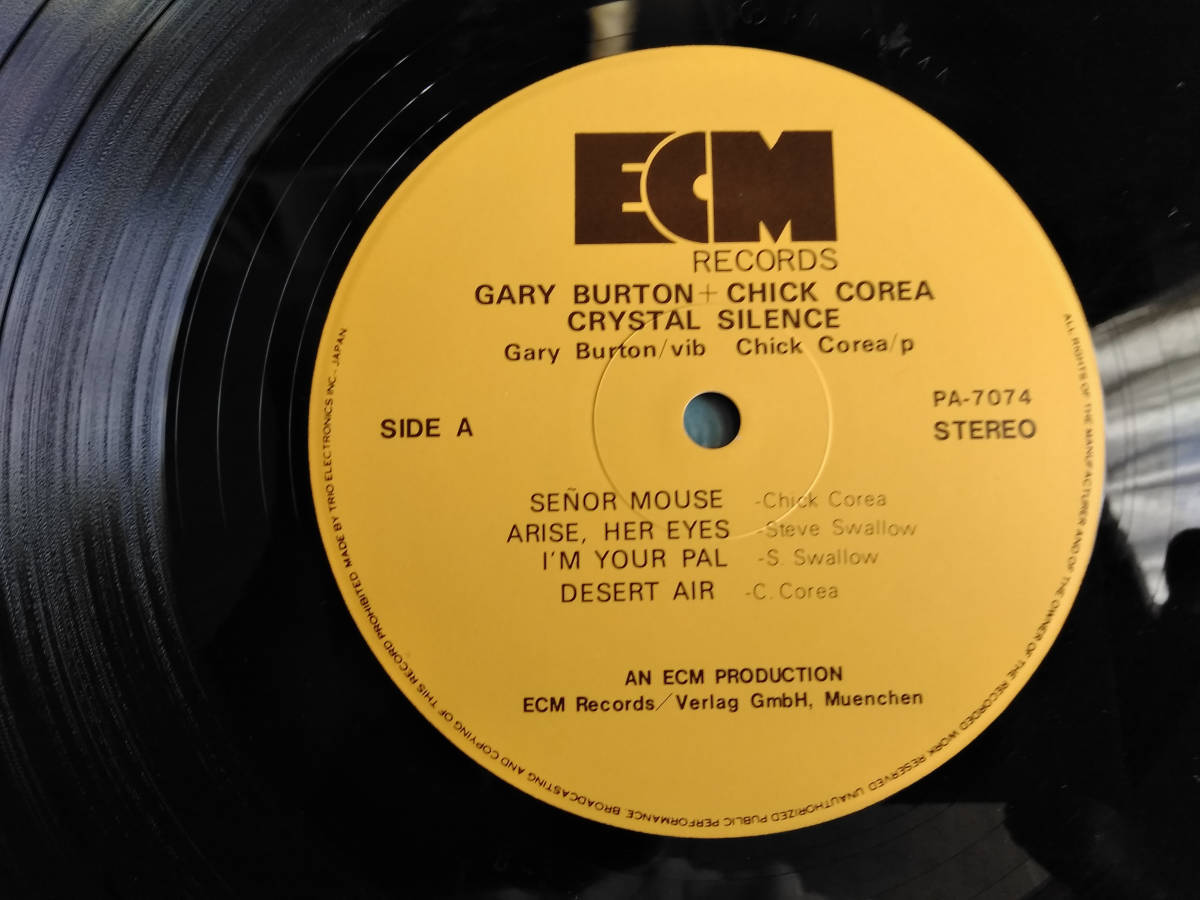 ECM
RECORDS
GARY BURTON + CHICK COREA
CRYSTAL SILENCE
Gary Burton/vib Chick Corea/p
SIDE A
PA-7074
STEREO
SEÑOR MOUSE -Chick Corea
ARISE, HER EYES -Steve Swallow
I'M YOUR PAL -S. Swallow
DESERT AIR -C. Corea
AN ECM PRODUCTION
ECM Records/Verlag GmbH, Muenchen
ALL RIGHTS OF THE MANUFACTURER AND OF THE OWNER OF THE RECORDED WORK RESERVED UNAUTHORIZED PUBLIC PERFORMANCE BROADCASTING AND COPYING OF THIS RECORD PROHIBITED MADE BY TRIO ELECTRONICS INC.-JAPAN